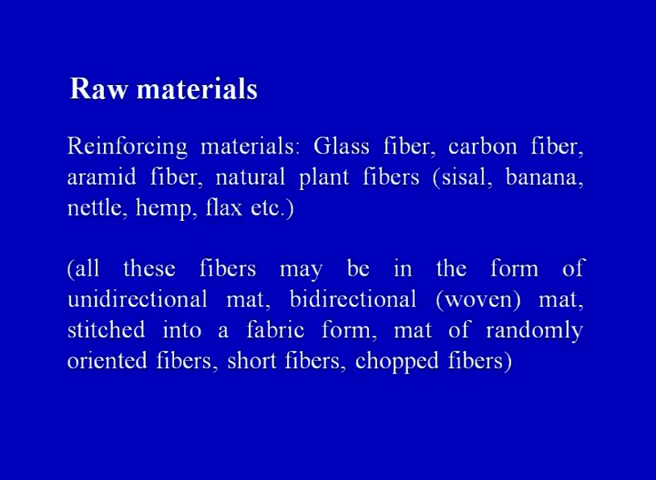 Raw materials
Reinforcing materials: Glass fiber, carbon fiber,
aramid fiber, natural plant fibers (sisal, banana,
nettle, hemp, flax etc.)
(all these fibers may be in the form of
unidirectional mat, bidirectional (woven) mat,
stitched into a fabric form, mat of randomly
oriented fibers, short fibers, chopped fibers)